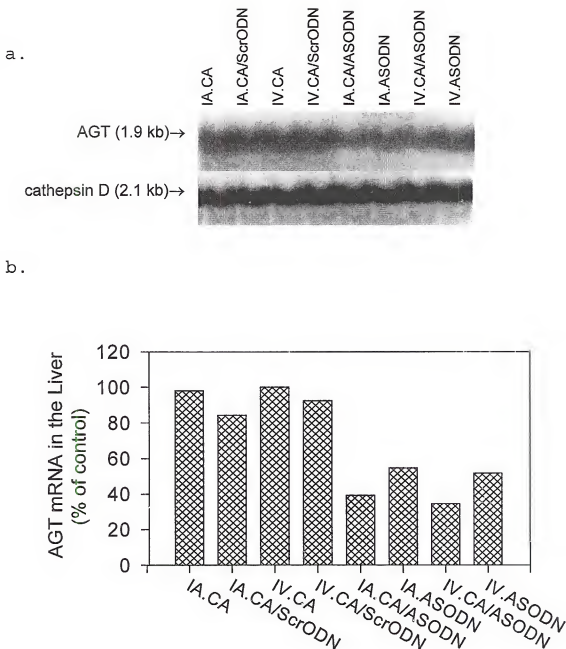 a.
IA.CA
IA.CA/ScrODN
IV.CA
IV.CA/ScrODN
IA.CA/ASODN
IA.ASODN
IV.CA/ASODN
IV.ASODN
AGT (1.9 kb)→
cathepsin D (2.1 kb)→
b.
AGT mRNA in the Liver
(% of control)
120
100
80
60
40
20
0
IA.CA
IA.CA/ScrODN
IV.CA
IV.CA/ScrODN
IA.CA/ASODN
IA.ASODN
IV.CA/ASODN
IV.ASODN